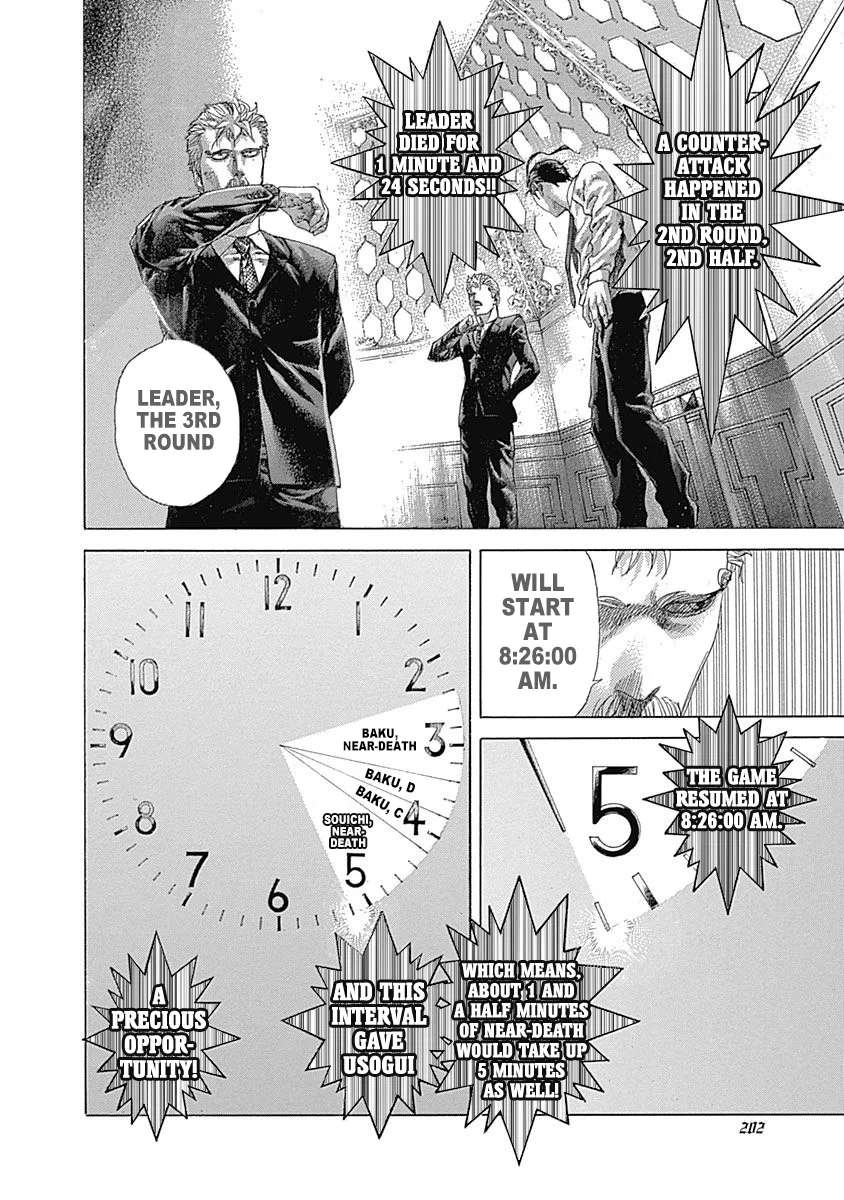 A COUNTER-
ATTACK
HAPPENED
IN THE
2ND ROUND,
2ND HALF.
LEADER
DIED FOR
1 MINUTE AND
24 SECONDS!!
LEADER,
THE 3RD
ROUND
WILL
START
AT
8:26:00
AM.
THE GAME
RESUMED AT
8:26:00 AM.
5
12
11
10
9
8
7
6
5
4
3
2
BAKU,
NEAR-DEATH
BAKU, D
BAKU, C
SOUICHI,
NEAR-
DEATH
WHICH MEANS,
ABOUT 1 AND
A HALF MINUTES
OF NEAR-DEATH
WOULD TAKE UP
5 MINUTES
AS WELL!
AND THIS
INTERVAL
GAVE
USOGUI
A
PRECIOUS
OPPOR-
TUNITY!
202